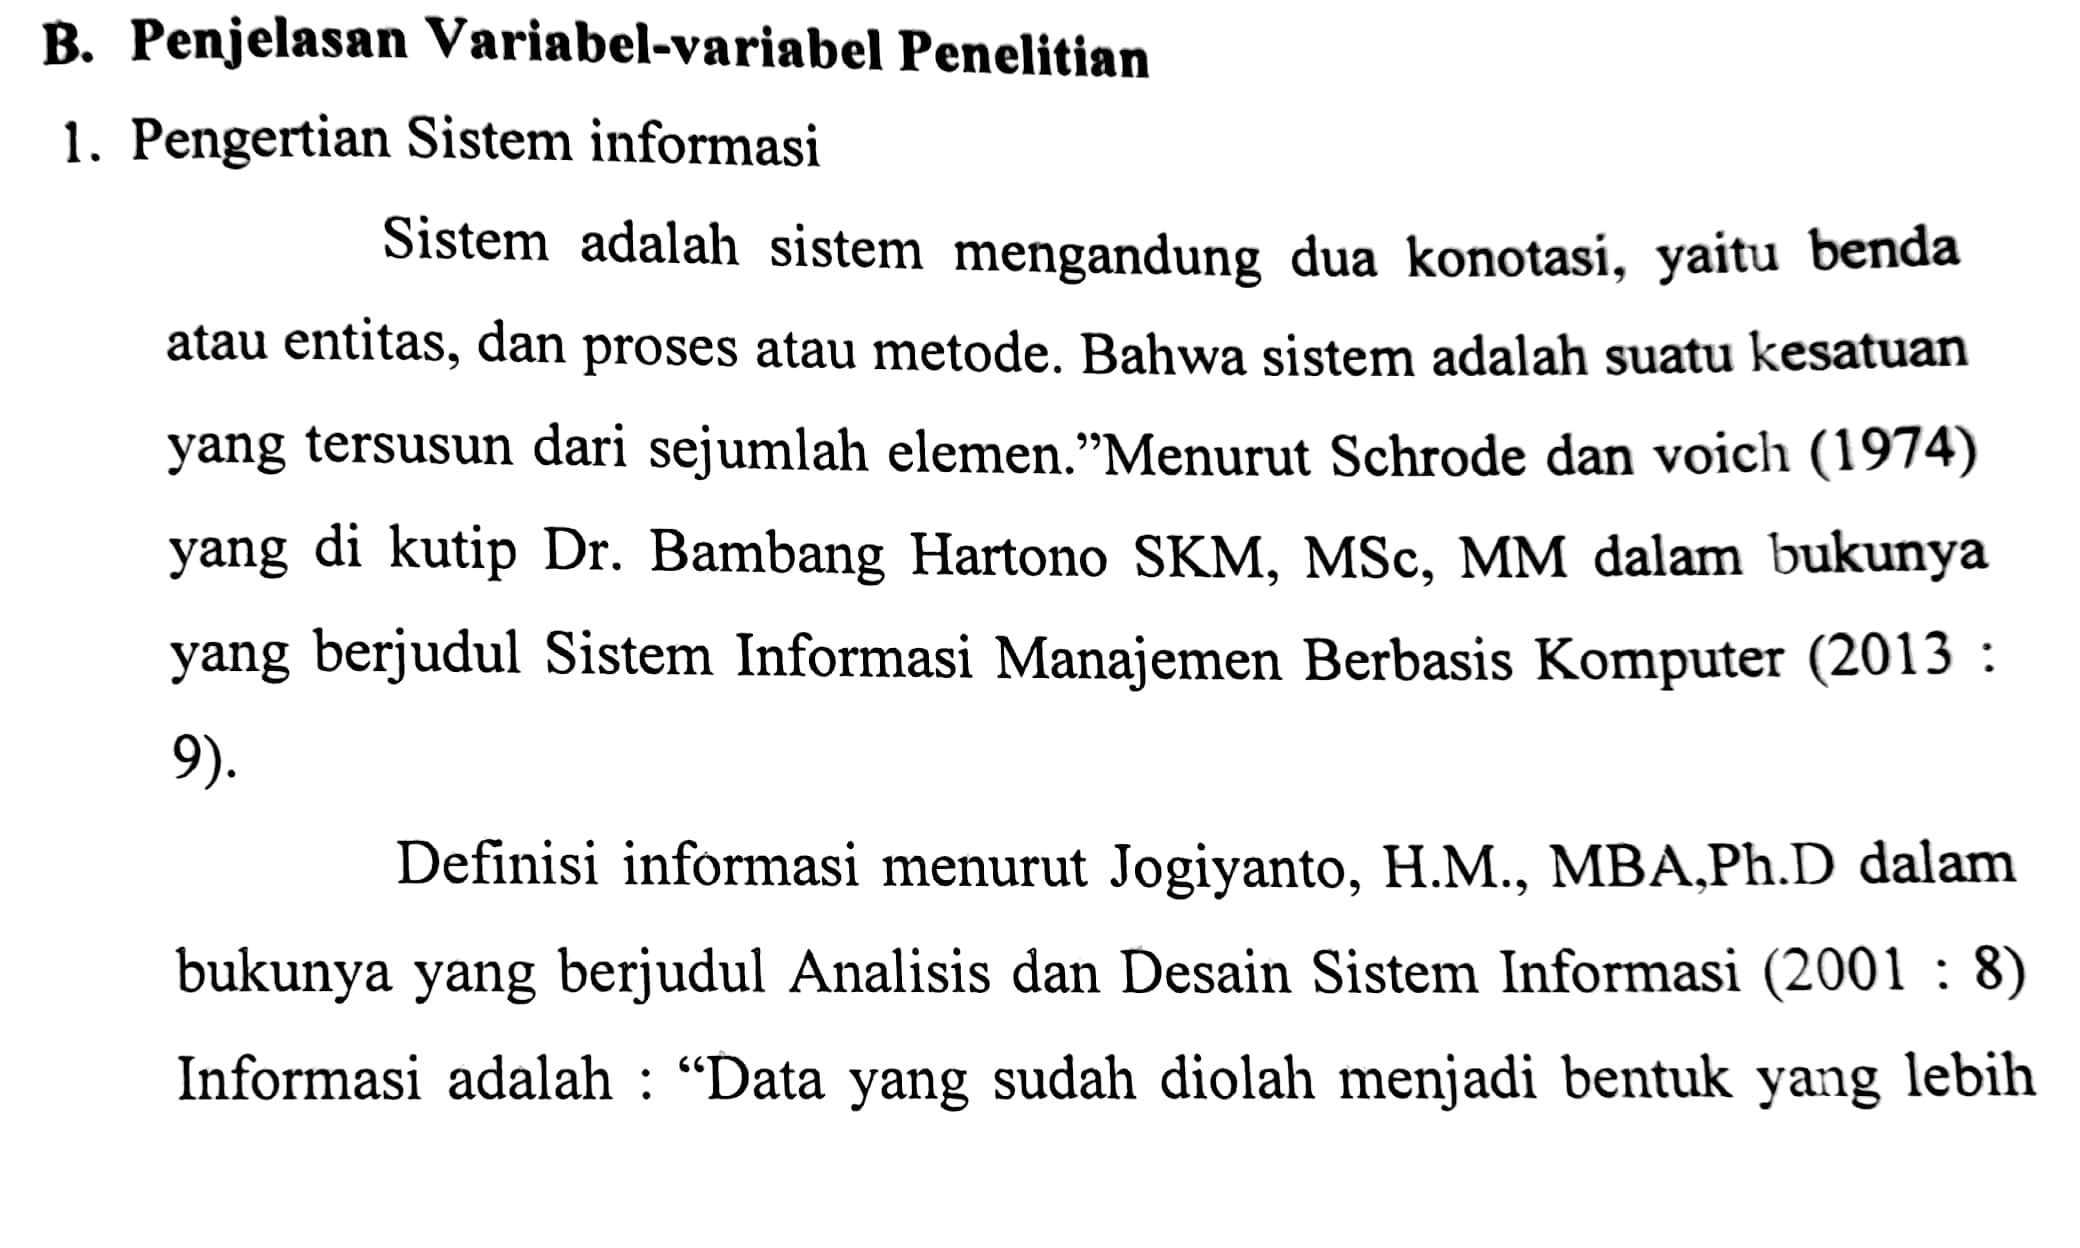 B. Penjelasan Variabel-variabel Penelitian
1. Pengertian Sistem informasi
Sistem adalah sistem mengandung dua konotasi, yaitu benda
atau entitas, dan proses atau metode. Bahwa sistem adalah suatu kesatuan
yang tersusun dari sejumlah elemen.”Menurut Schrode dan voich (1974)
yang di kutip Dr. Bambang Hartono SKM, MSc, MM dalam bukunya
yang berjudul Sistem Informasi Manajemen Berbasis Komputer (2013 :
9).
Definisi informasi menurut Jogiyanto, H.M., MBA,Ph.D dalam
bukunya yang berjudul Analisis dan Desain Sistem Informasi (2001 : 8)
Informasi adalah : “Data yang sudah diolah menjadi bentuk yang lebih